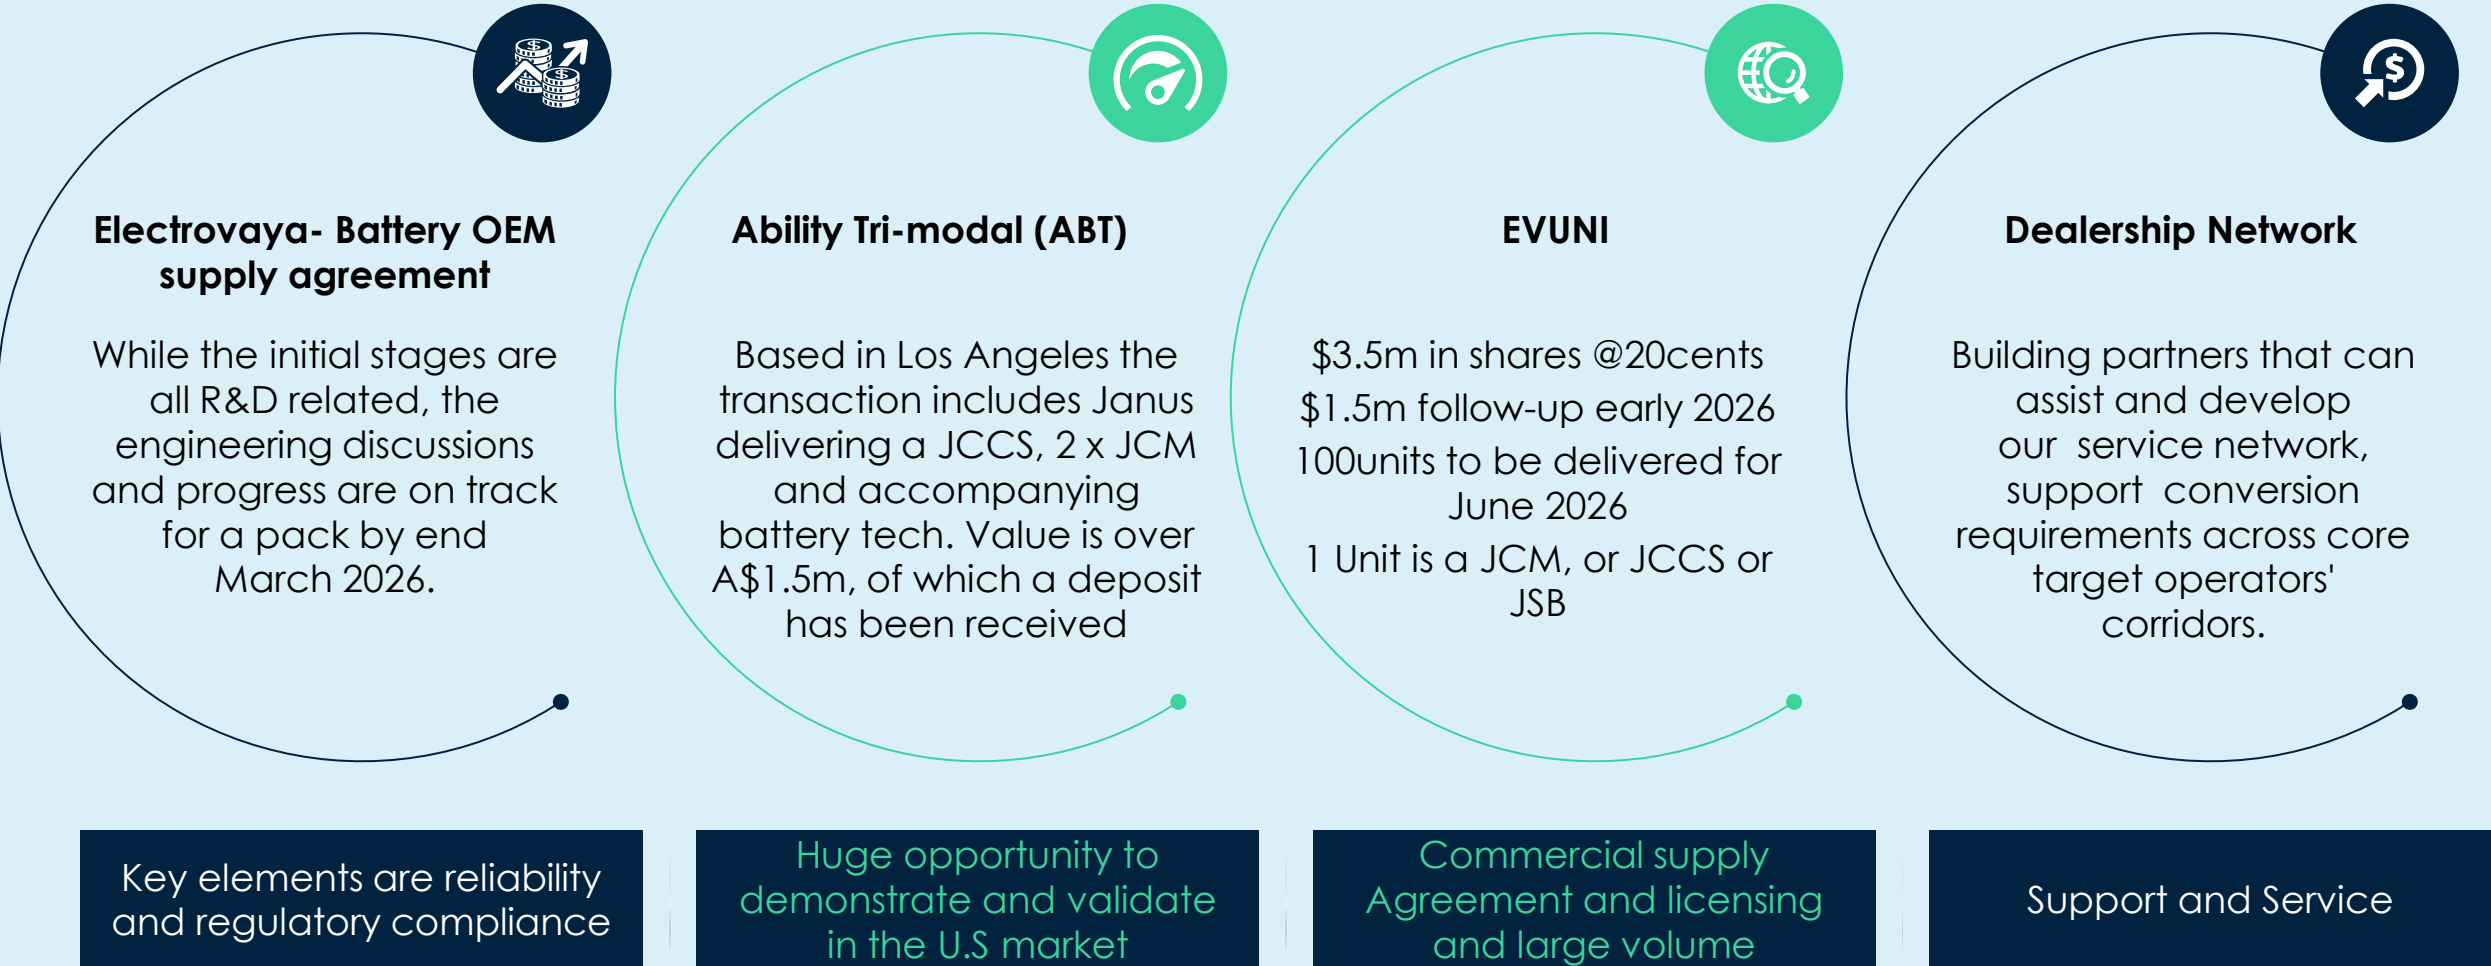 Electrovaya- Battery OEM
supply agreement
While the initial stages are
all R&D related, the
engineering discussions
and progress are on track
for a pack by end
March 2026.
Key elements are reliability
and regulatory compliance
Ability Tri-modal (ABT)
Based in Los Angeles the
transaction includes Janus
delivering a JCCS, 2 x JCM
and accompanying
battery tech. Value is over
A$1.5m, of which a deposit
has been received
Huge opportunity to
demonstrate and validate
in the U.S market
EVUNI
$3.5m in shares @20cents
$1.5m follow-up early 2026
100units to be delivered for
June 2026
1 Unit is a JCM, or JCCS or
JSB
Commercial supply
Agreement and licensing
and large volume
Dealership Network
Building partners that can
assist and develop
our  service network,
support  conversion
requirements across core
target operators'
corridors.
Support and Service